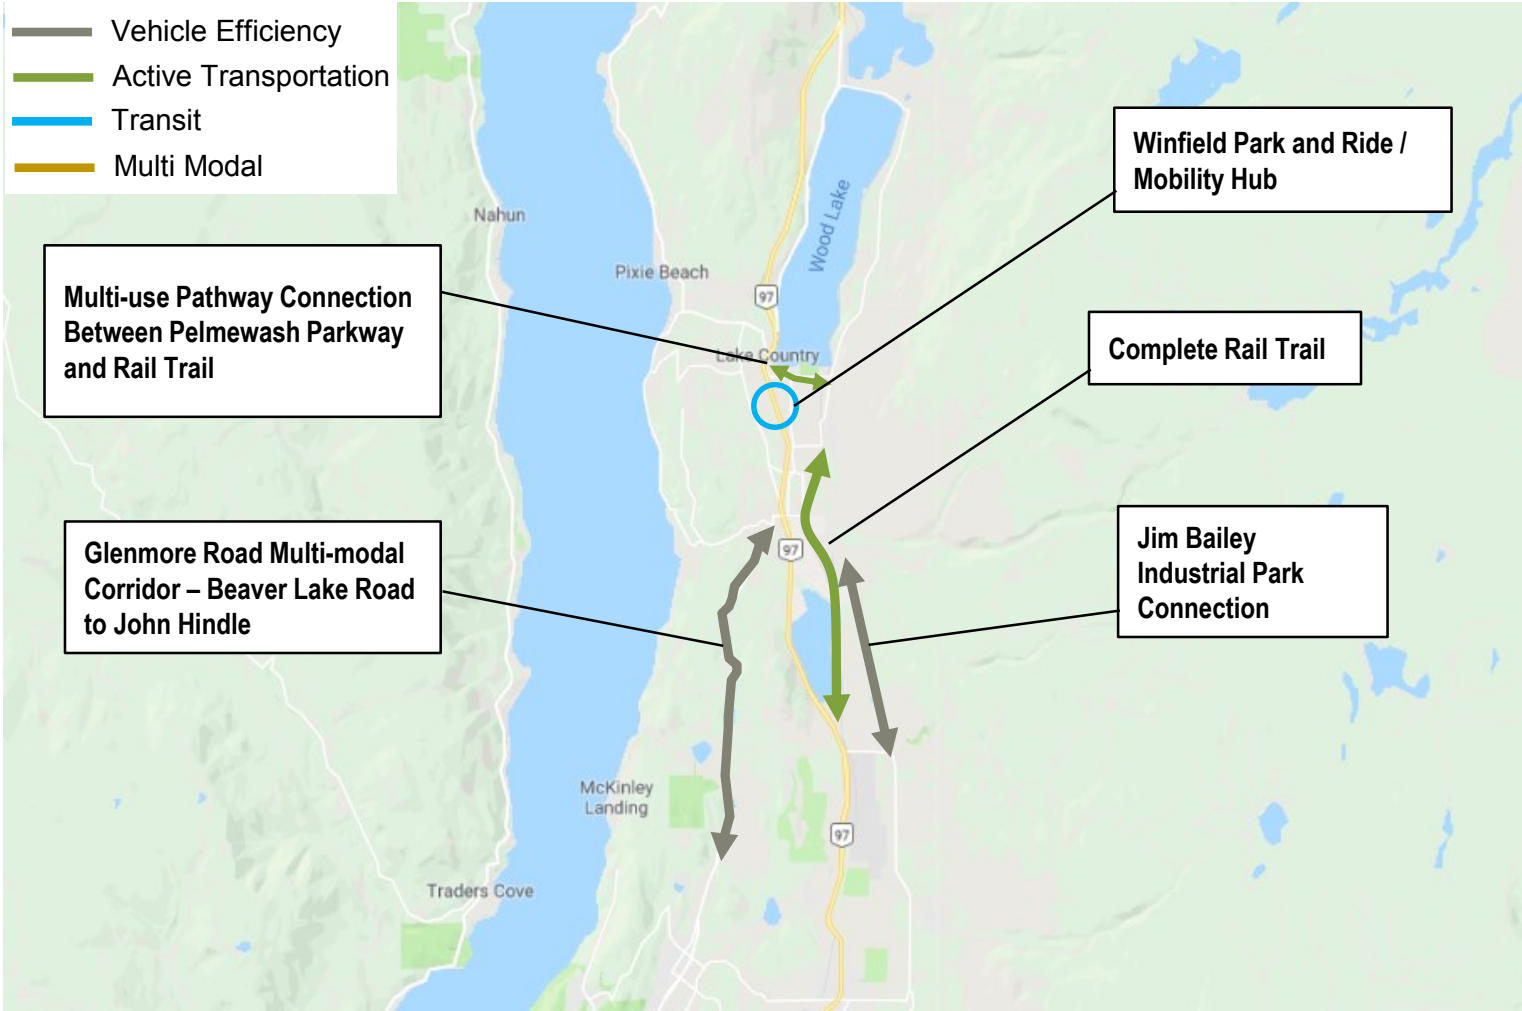 Vehicle Efficiency
Active Transportation
Transit
Multi Modal
Winfield Park and Ride /
Mobility Hub
Nahun
Wood Lake
Pixie Beach
Multi-use Pathway Connection
Between Pelmewash Parkway
and Rail Trail
97
Lake Country
Complete Rail Trail
Glenmore Road Multi-modal
Corridor – Beaver Lake Road
to John Hindle
97
Jim Bailey
Industrial Park
Connection
McKinley
Landing
97
Traders Cove